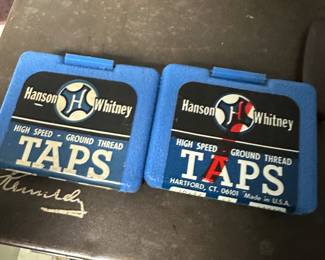 Hanson H Whitney
HIGH SPEED - GROUND THREAD
TAPS
Hanson H Whitney
HIGH SPEED - GROUND THREAD
TAPS
HARTFORD, CT. 06101 Made in U.S.A.
Kennedy